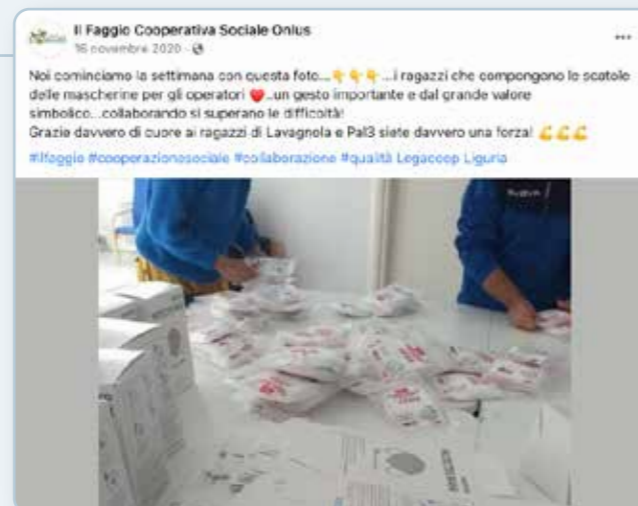 Il Faggio Cooperativa Sociale Onlus
16 novembre 2020 ·
Noi cominciamo la settimana con questa foto...👇👇👇...i ragazzi che compongono le scatole
delle mascherine per gli operatori ❤️..un gesto importante e dal grande valore
simbolico...collaborando si superano le difficoltà!
Grazie davvero di cuore ai ragazzi di Lavagnola e Pal3 siete davvero una forza! 💪💪💪
#ilfaggio #cooperazionesociale #collaborazione #qualità Legacoop Liguria